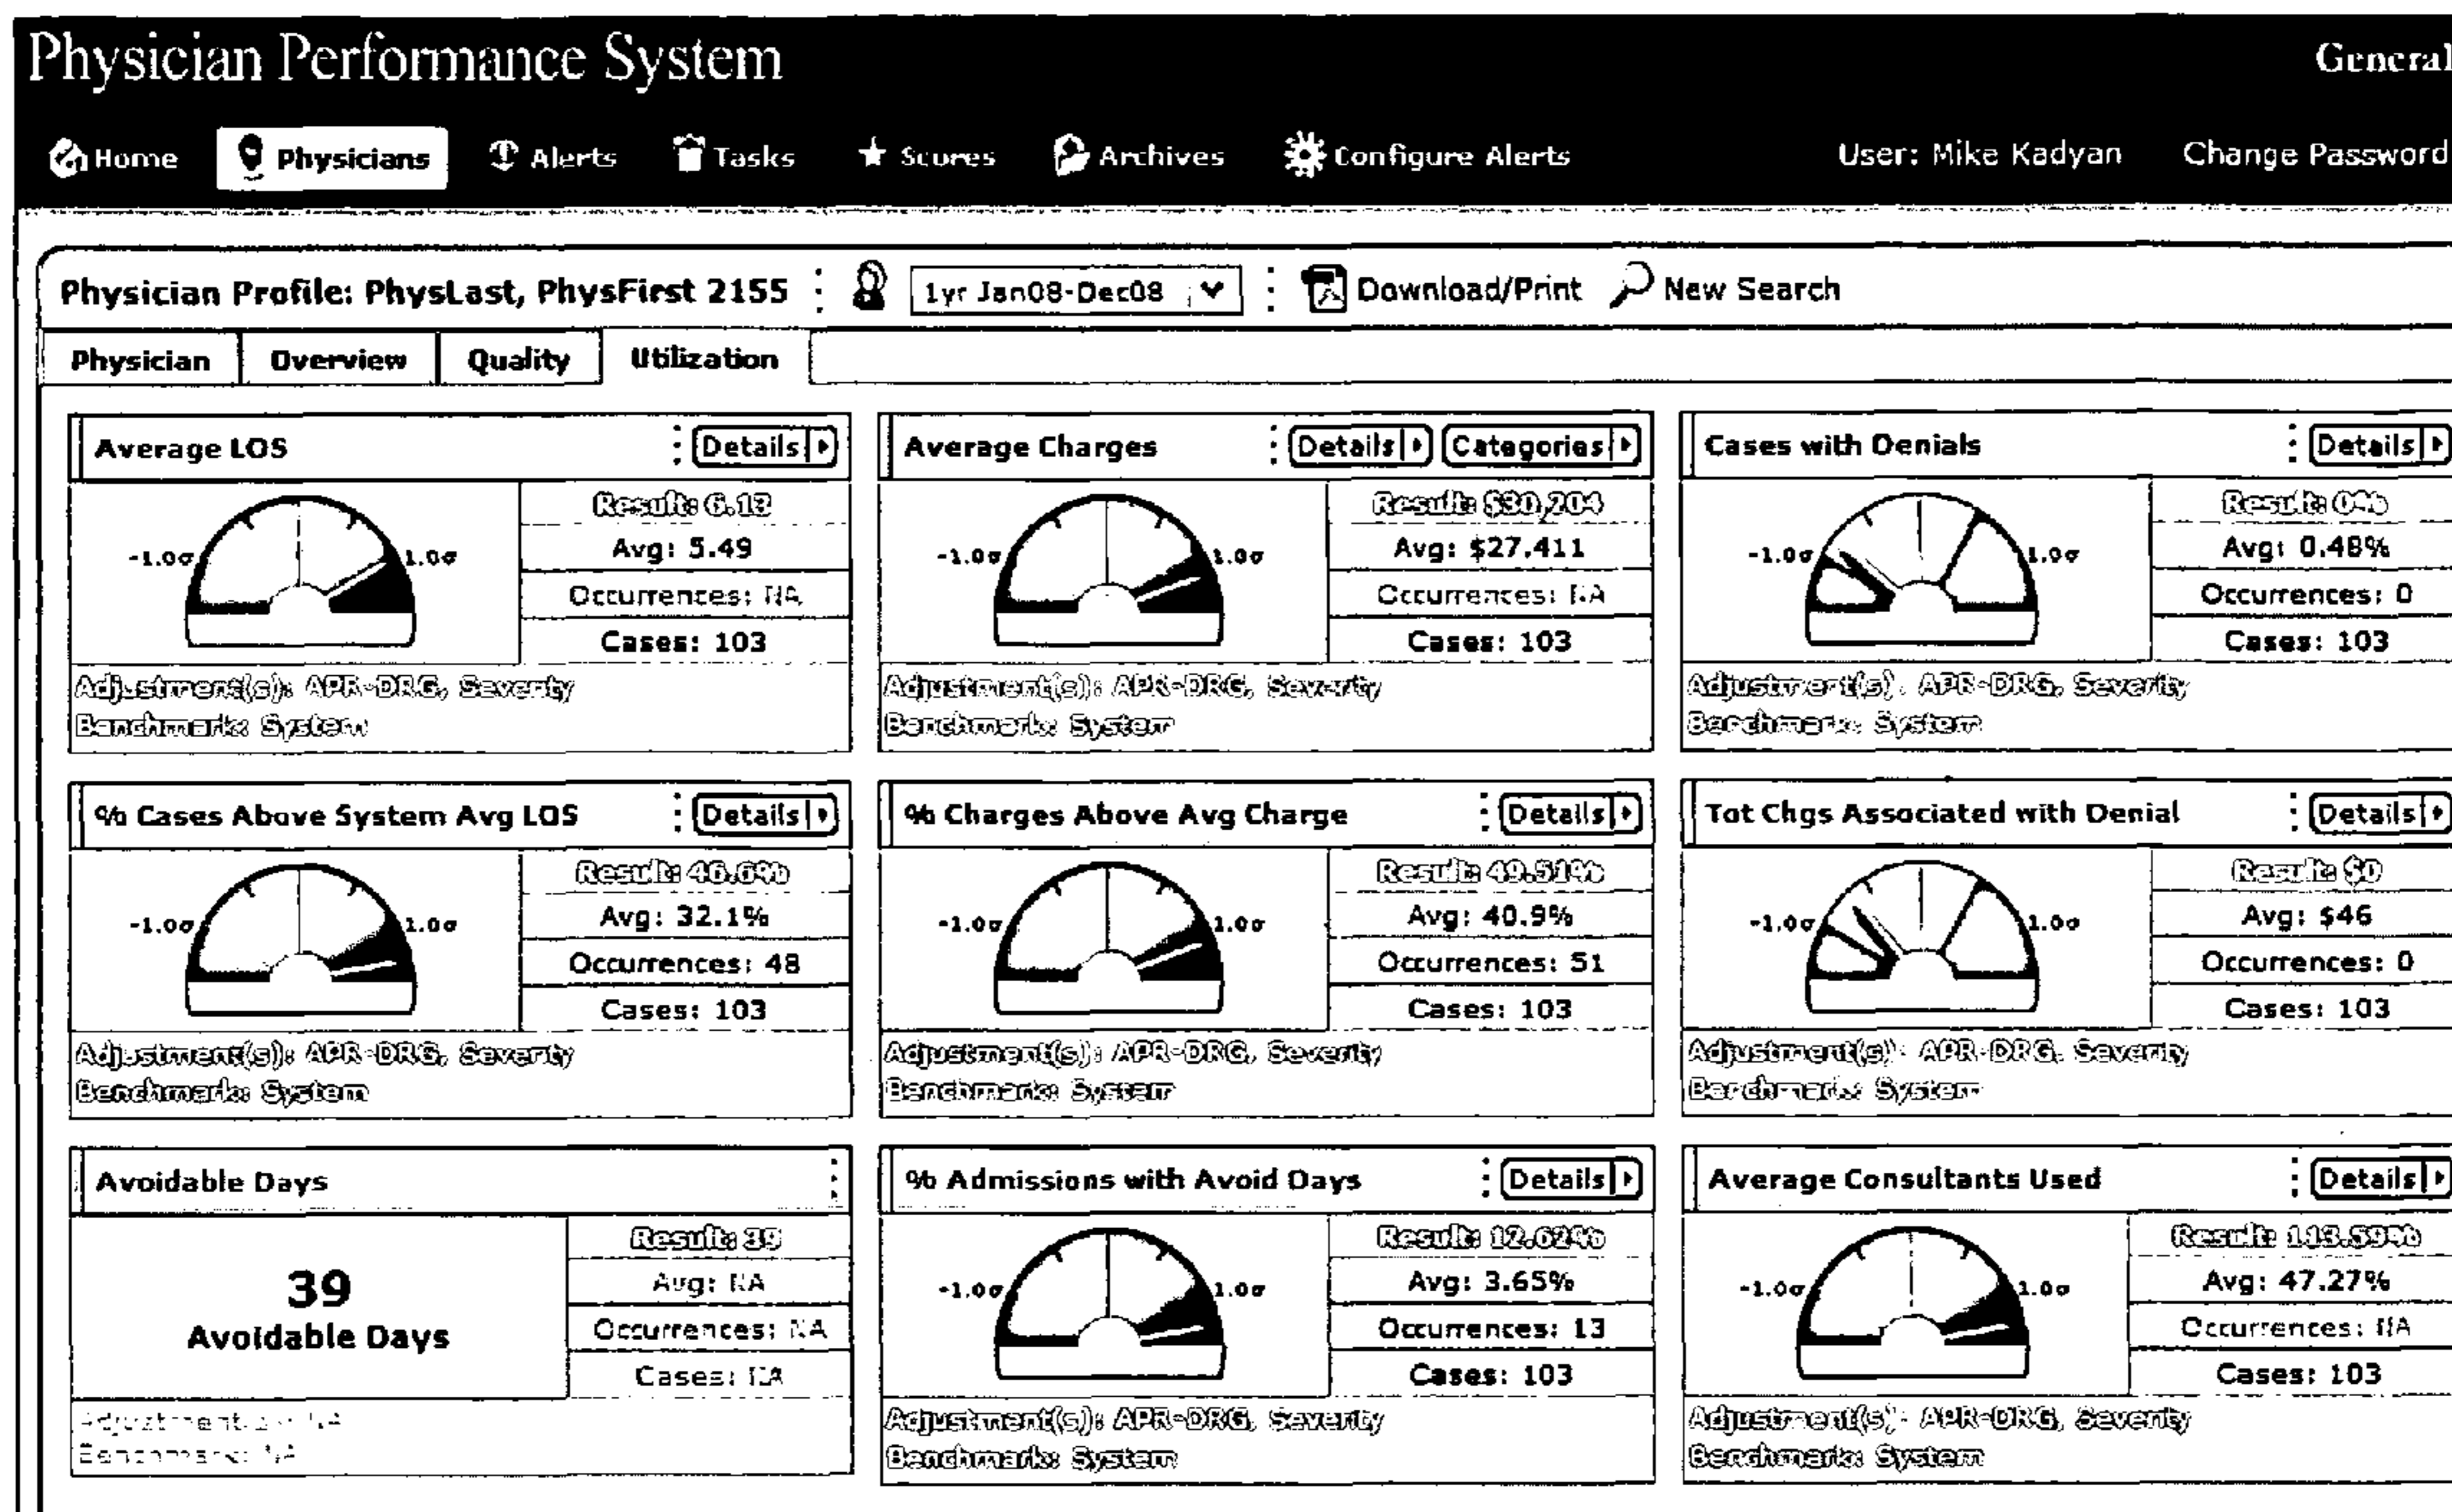 Physician Performance System
General
Home
Physicians
Alerts
Tasks
Scores
Archives
Configure Alerts
User: Mike Kadyan
Change Password
Physician Profile: PhysLast, PhysFirst 2155
1yr Jan08-Dec08
Download/Print
New Search
Physician
Overview
Quality
Utilization
Average LOS
Details
-1.0σ
1.0σ
Result: 6.13
Avg: 5.49
Occurrences: NA
Cases: 103
Adjustment(s): APR-DRG, Severity
Benchmark: System
Average Charges
Details
Categories
-1.0σ
1.0σ
Result: $30,204
Avg: $27,411
Occurrences: NA
Cases: 103
Adjustment(s): APR-DRG, Severity
Benchmark: System
Cases with Denials
Details
-1.0σ
1.0σ
Result: 0%
Avg: 0.48%
Occurrences: 0
Cases: 103
Adjustment(s): APR-DRG, Severity
Benchmark: System
% Cases Above System Avg LOS
Details
-1.0σ
1.0σ
Result: 46.6%
Avg: 32.1%
Occurrences: 48
Cases: 103
Adjustment(s): APR-DRG, Severity
Benchmark: System
% Charges Above Avg Charge
Details
-1.0σ
1.0σ
Result: 49.51%
Avg: 40.9%
Occurrences: 51
Cases: 103
Adjustment(s): APR-DRG, Severity
Benchmark: System
Tot Chgs Associated with Denial
Details
-1.0σ
1.0σ
Result: $0
Avg: $46
Occurrences: 0
Cases: 103
Adjustment(s): APR-DRG, Severity
Benchmark: System
Avoidable Days
39
Avoidable Days
Result: 39
Avg: NA
Occurrences: NA
Cases: NA
Adjustment(s): NA
Benchmark: NA
% Admissions with Avoid Days
Details
-1.0σ
1.0σ
Result: 12.62%
Avg: 3.65%
Occurrences: 13
Cases: 103
Adjustment(s): APR-DRG, Severity
Benchmark: System
Average Consultants Used
Details
-1.0σ
1.0σ
Result: 113.59%
Avg: 47.27%
Occurrences: NA
Cases: 103
Adjustment(s): APR-DRG, Severity
Benchmark: System